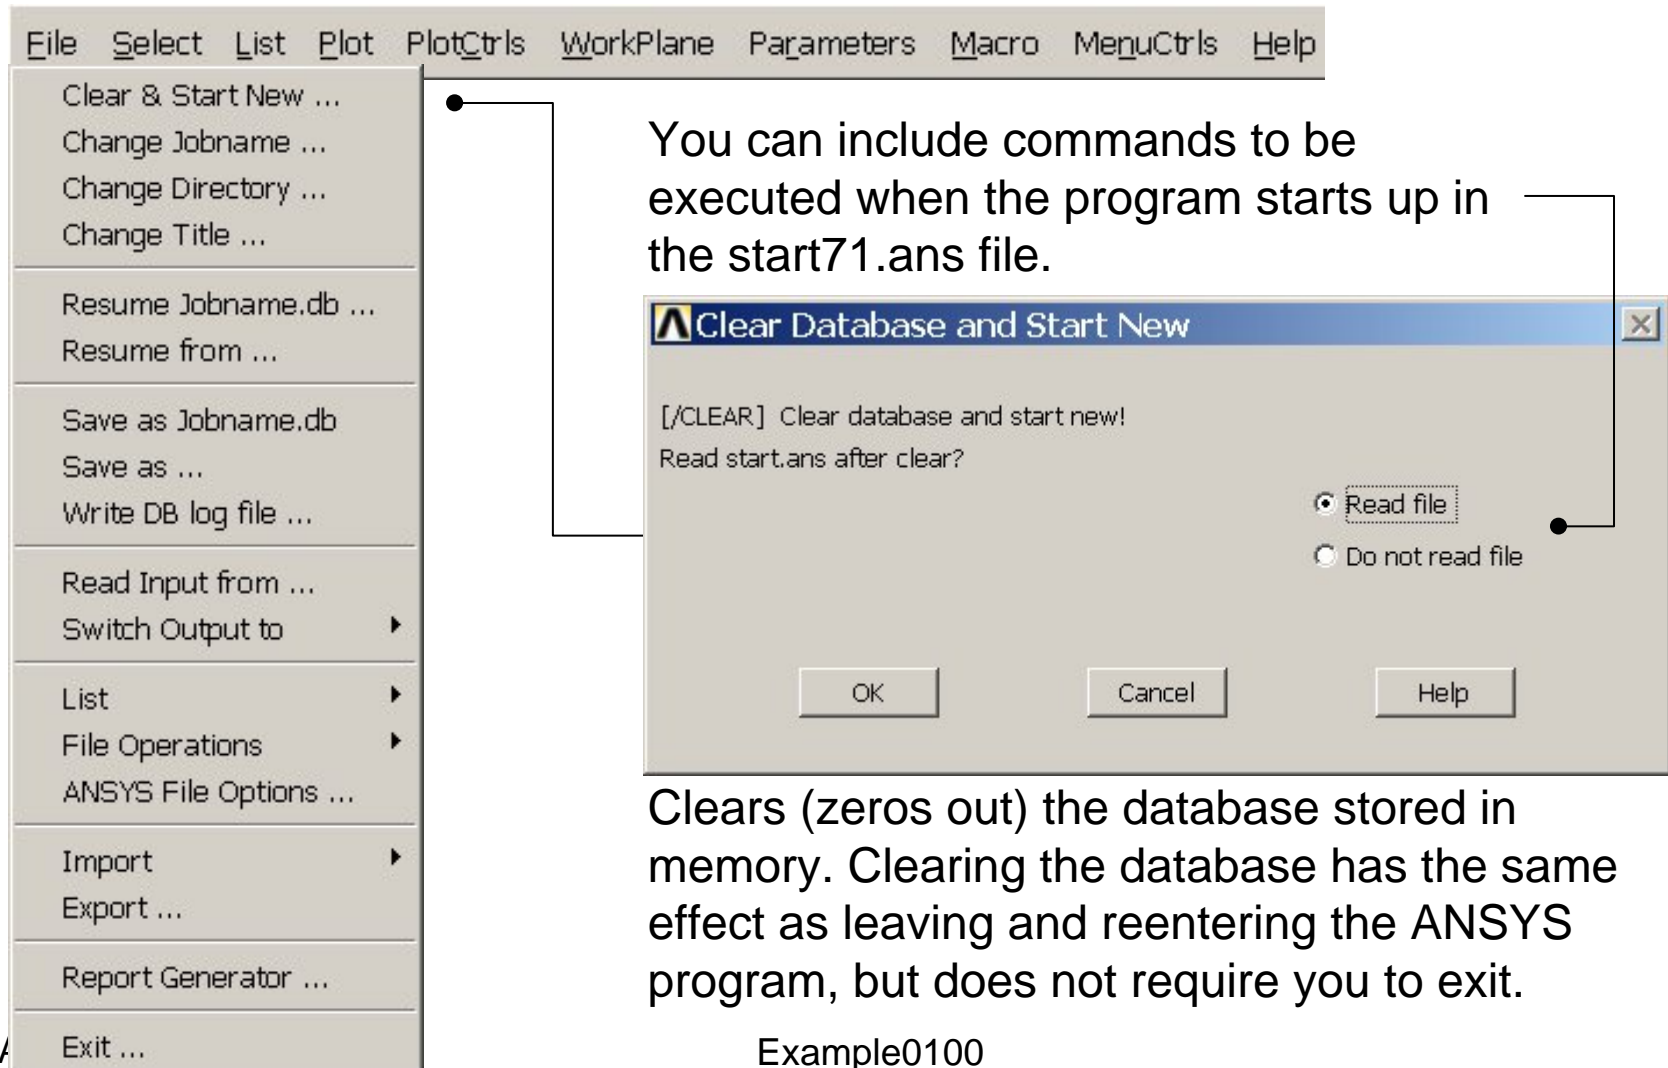 File Select List Plot PlotCtrls WorkPlane Parameters Macro MenuCtrls Help
Clear & Start New ...
Change Jobname ...
Change Directory ...
Change Title ...
Resume Jobname.db ...
Resume from ...
Save as Jobname.db
Save as ...
Write DB log file ...
Read Input from ...
Switch Output to
List
File Operations
ANSYS File Options ...
Import
Export ...
Report Generator ...
Exit ...
You can include commands to be
executed when the program starts up in
the start71.ans file.
Clear Database and Start New
[/CLEAR] Clear database and start new!
Read start.ans after clear?
Read file
Do not read file
OK Cancel Help
Clears (zeros out) the database stored in
memory. Clearing the database has the same
effect as leaving and reentering the ANSYS
program, but does not require you to exit.
Example0100